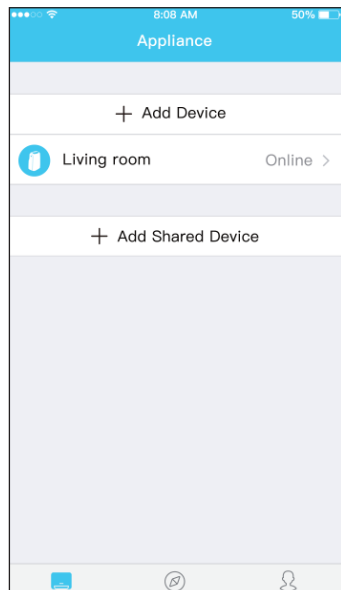 8:08 AM 50%
Appliance
+ Add Device
Living room Online >
+ Add Shared Device